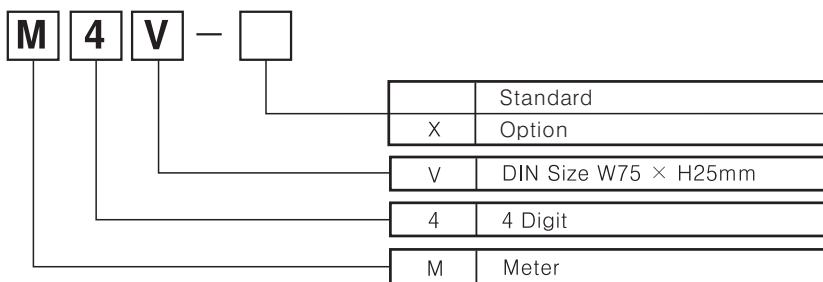 M 4 V –
Standard
X Option
V DIN Size W75 × H25mm
4 4 Digit
M Meter